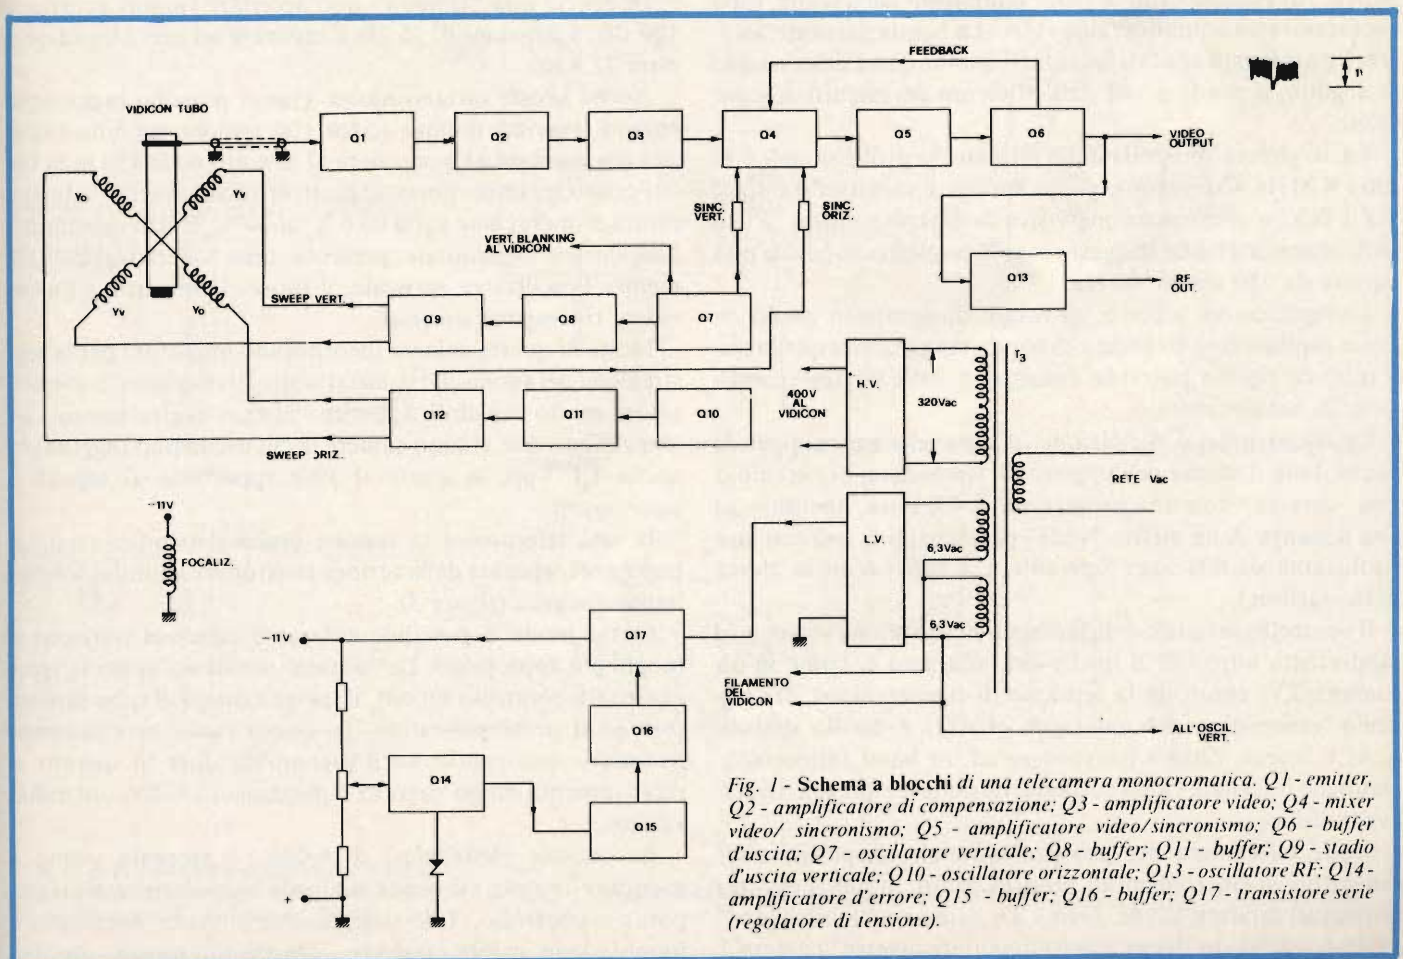 FEEDBACK
VIDICON TUBO
Q1
Q2
Q3
Q4
Q5
Q6
VIDEO
OUTPUT
Yo
Yv
Yv
Yo
SINC.
VERT.
SINC.
ORIZ.
VERT. BLANKING
AL VIDICON
Q13
RF
OUT.
SWEEP VERT.
Q9
Q8
Q7
Q12
Q11
Q10
SWEEP ORIZ.
400V
AL
VIDICON
H.V.
320Vac
T3
RETE Vac
L.V.
6,3Vac
6,3Vac
−11V
FOCALIZ.
−11V
Q17
FILAMENTO
DEL
VIDICON
ALL'OSCIL.
VERT.
Q16
Q14
Q15
+
Fig. 1 - Schema a blocchi di una telecamera monocromatica. Q1 - emitter,
Q2 - amplificatore di compensazione; Q3 - amplificatore video; Q4 - mixer
video/ sincronismo; Q5 - amplificatore video/sincronismo; Q6 - buffer
d'uscita; Q7 - oscillatore verticale; Q8 - buffer; Q11 - buffer; Q9 - stadio
d'uscita verticale; Q10 - oscillatore orizzontale; Q13 - oscillatore RF; Q14 -
amplificatore d'errore; Q15 - buffer; Q16 - buffer; Q17 - transistore serie
(regolatore di tensione).